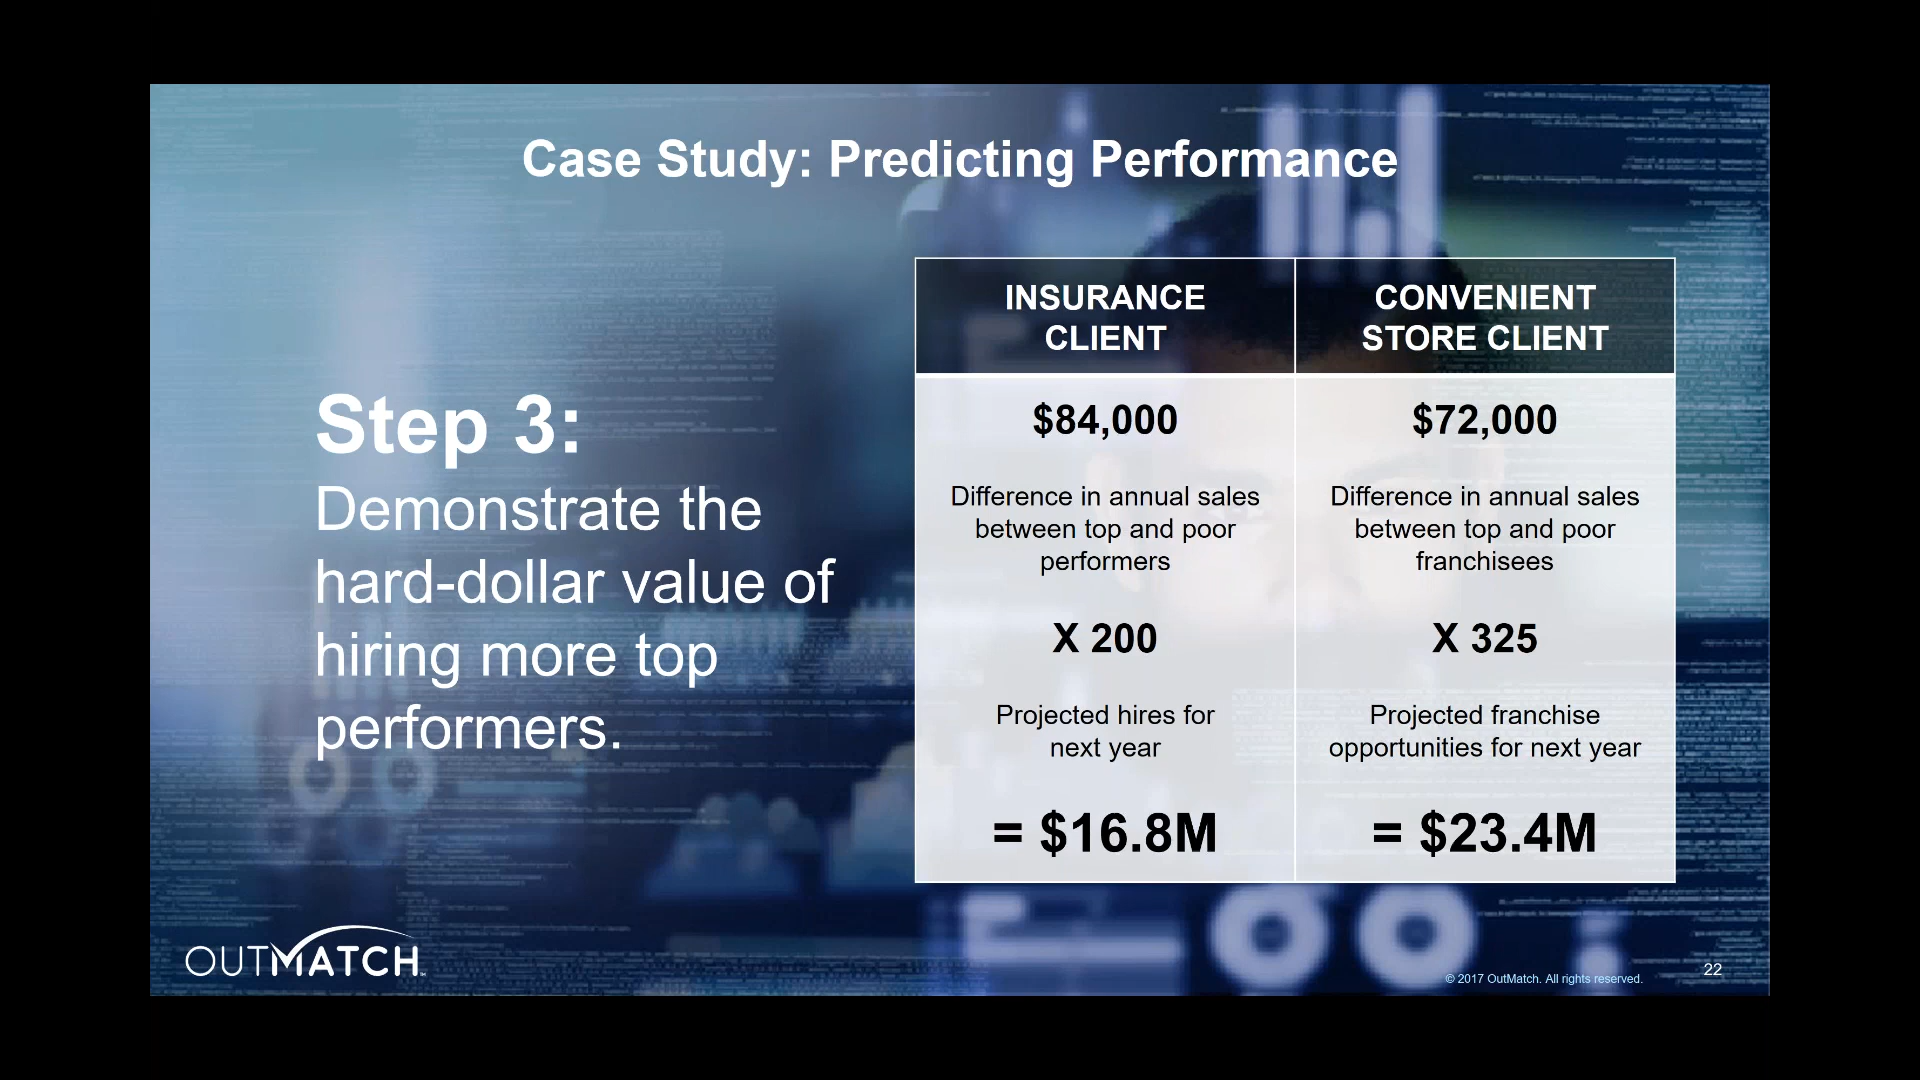 Case Study: Predicting Performance
Step 3:
Demonstrate the
hard-dollar value of
hiring more top
performers.
INSURANCE
CLIENT
CONVENIENT
STORE CLIENT
$84,000
Difference in annual sales
between top and poor
performers
X 200
Projected hires for
next year
= $16.8M
$72,000
Difference in annual sales
between top and poor
franchisees
X 325
Projected franchise
opportunities for next year
= $23.4M
OUTMATCH
© 2017 OutMatch. All rights reserved.
22